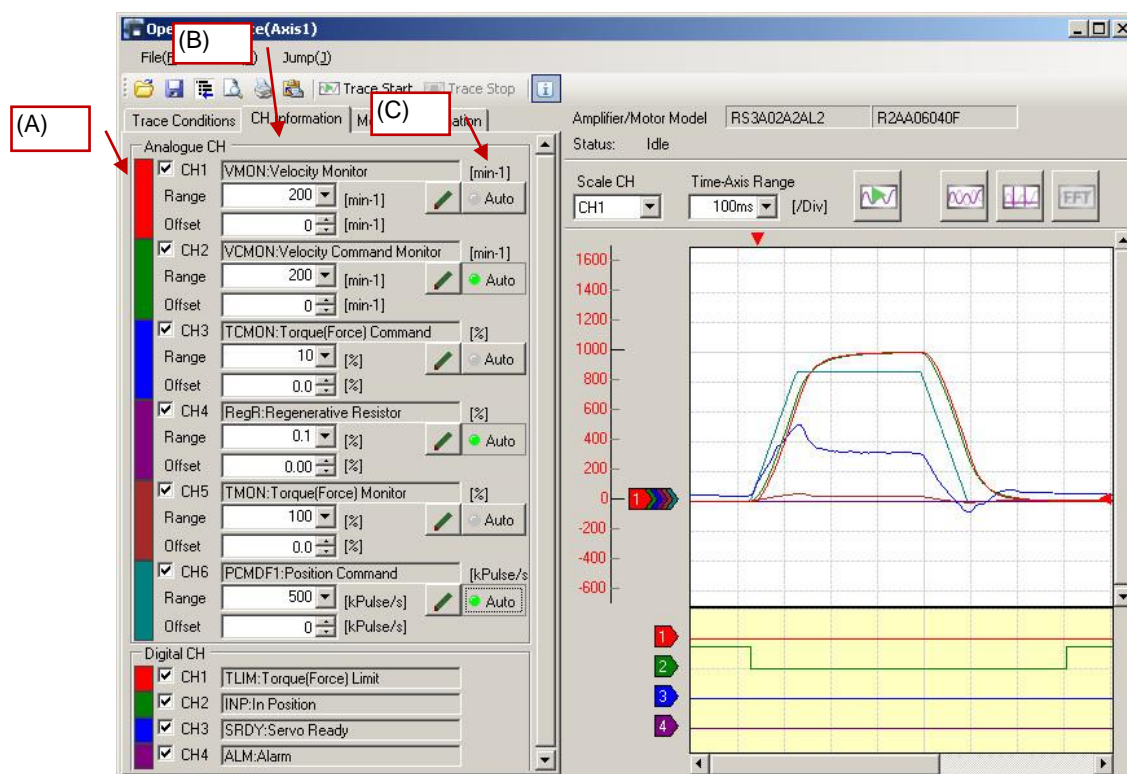 (A)
(B)
(C)
Ope e(Axis1)
File( ) Jump(J)
Trace Start Trace Stop
Trace Conditions CH Information
Analogue CH
CH1 VMON:Velocity Monitor [min-1]
Range 200 [min-1] Auto
Offset 0 [min-1]
CH2 VCMON:Velocity Command Monitor [min-1]
Range 200 [min-1] Auto
Offset 0 [min-1]
CH3 TCMON:Torque(Force) Command [%]
Range 10 [%] Auto
Offset 0.0 [%]
CH4 RegR:Regenerative Resistor [%]
Range 0.1 [%] Auto
Offset 0.00 [%]
CH5 TMON:Torque(Force) Monitor [%]
Range 100 [%] Auto
Offset 0.0 [%]
CH6 PCMDF1:Position Command [kPulse/s
Range 500 [kPulse/s] Auto
Offset 0 [kPulse/s]
Digital CH
CH1 TLIM:Torque(Force) Limit
CH2 INP:In Position
CH3 SRDY:Servo Ready
CH4 ALM:Alarm
Amplifier/Motor Model RS3A02A2AL2 R2AA06040F
Status: Idle
Scale CH Time-Axis Range
CH1 100ms [/Div] FFT
1600
1400
1200
1000
800
600
400
200
0 1
-200
-400
-600
1
2
3
4